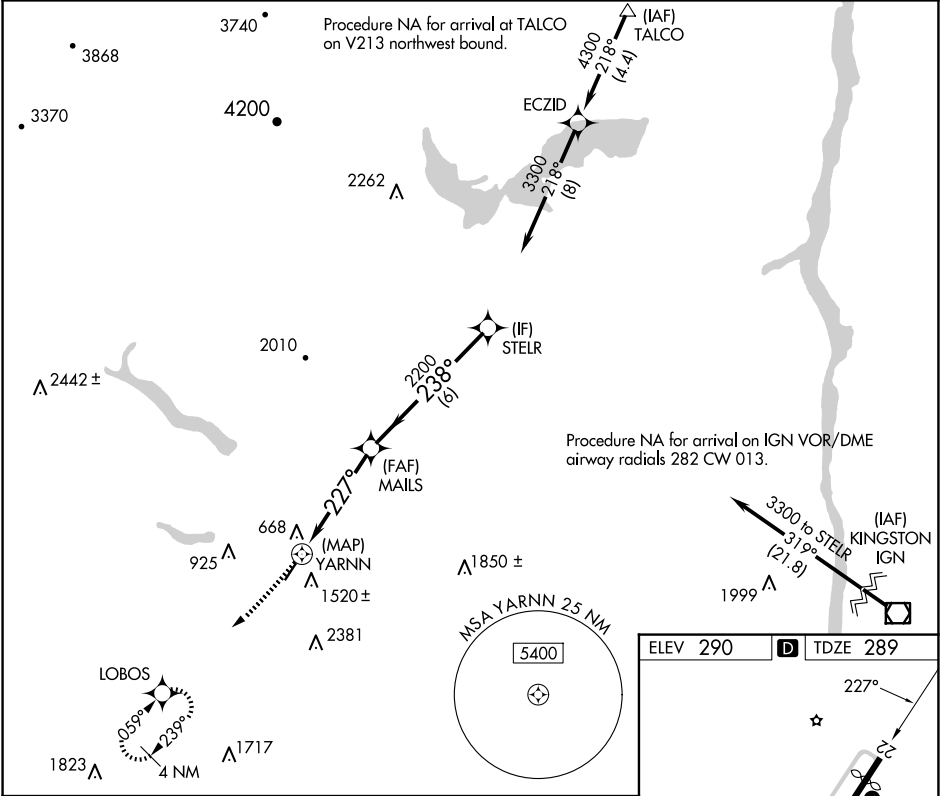 3740
Procedure NA for arrival at TALCO
on V213 northwest bound.
(IAF)
TALCO
3868
4300
218°
(4.4)
3370
4200
ECZID
3300
218°
(8)
2262
(IF)
STELR
2010
2200
238°
(6)
2442 ±
Procedure NA for arrival on IGN VOR/DME
airway radials 282 CW 013.
(FAF)
MAILS
227°
3300 to STELR
319°
(21.8)
(IAF)
KINGSTON
IGN
668
(MAP)
YARNN
925
1850 ±
1520 ±
1999
2381
MSA YARNN 25 NM
5400
ELEV 290
D
TDZE 289
LOBOS
059°
239°
4 NM
1717
1823
227°
22